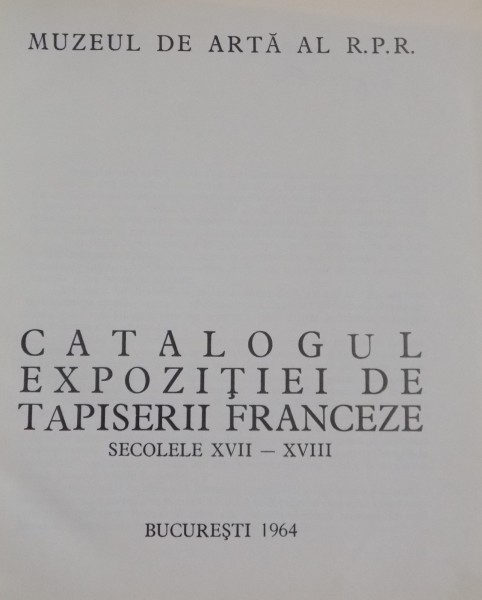 MUZEUL DE ARTĂ AL R.P.R.
CATALOGUL
EXPOZIŢIEI DE
TAPISERII FRANCEZE
SECOLELE XVII — XVIII
BUCUREŞTI 1964